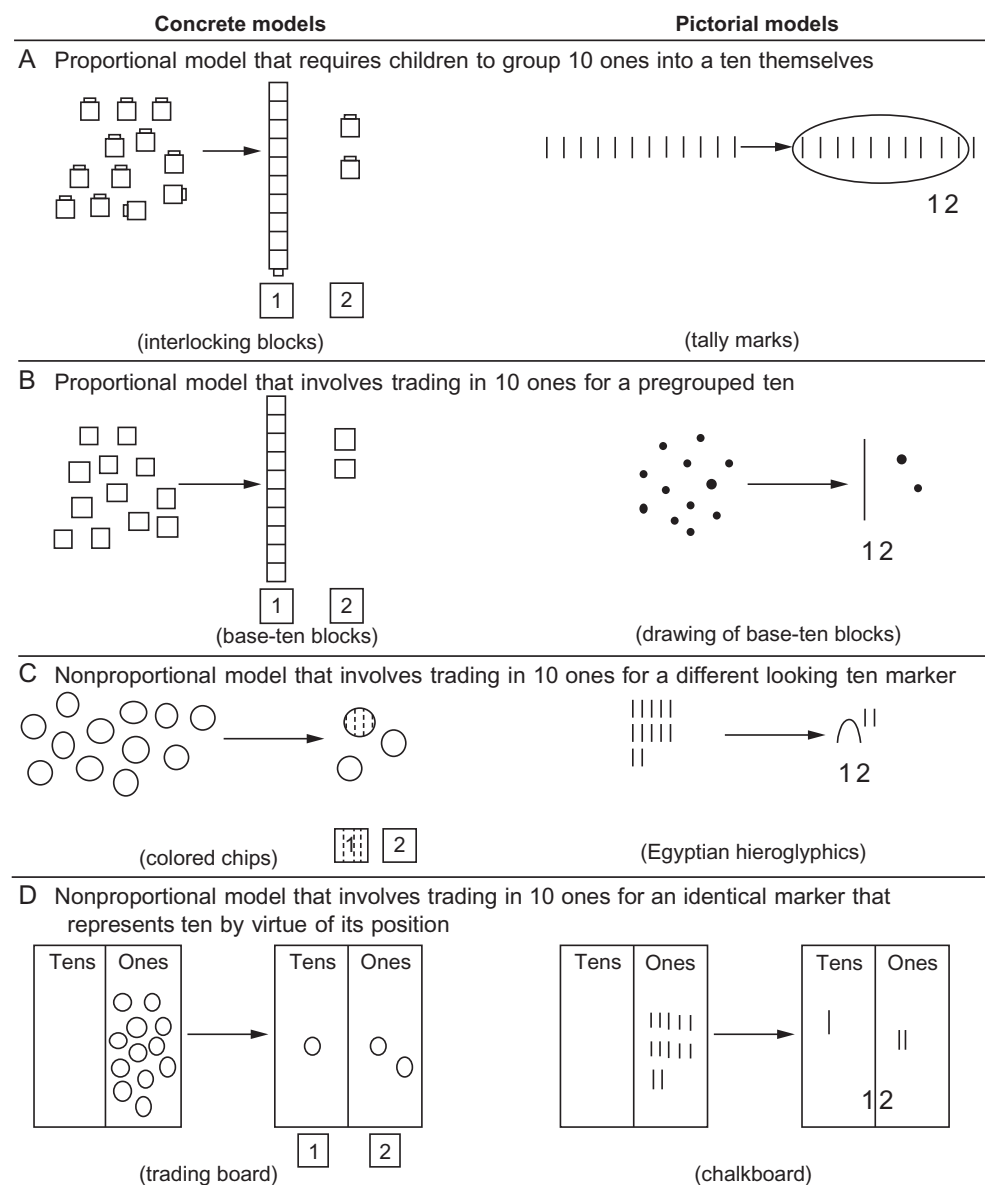 Concrete models Pictorial models
A Proportional model that requires children to group 10 ones into a ten themselves
12
1 2
(interlocking blocks) (tally marks)
B Proportional model that involves trading in 10 ones for a pregrouped ten
12
1 2
(base-ten blocks) (drawing of base-ten blocks)
C Nonproportional model that involves trading in 10 ones for a different looking ten marker
12
1 2
(colored chips) (Egyptian hieroglyphics)
D Nonproportional model that involves trading in 10 ones for an identical marker that
represents ten by virtue of its position
Tens Ones Tens Ones Tens Ones Tens Ones
12
1 2
(trading board) (chalkboard)